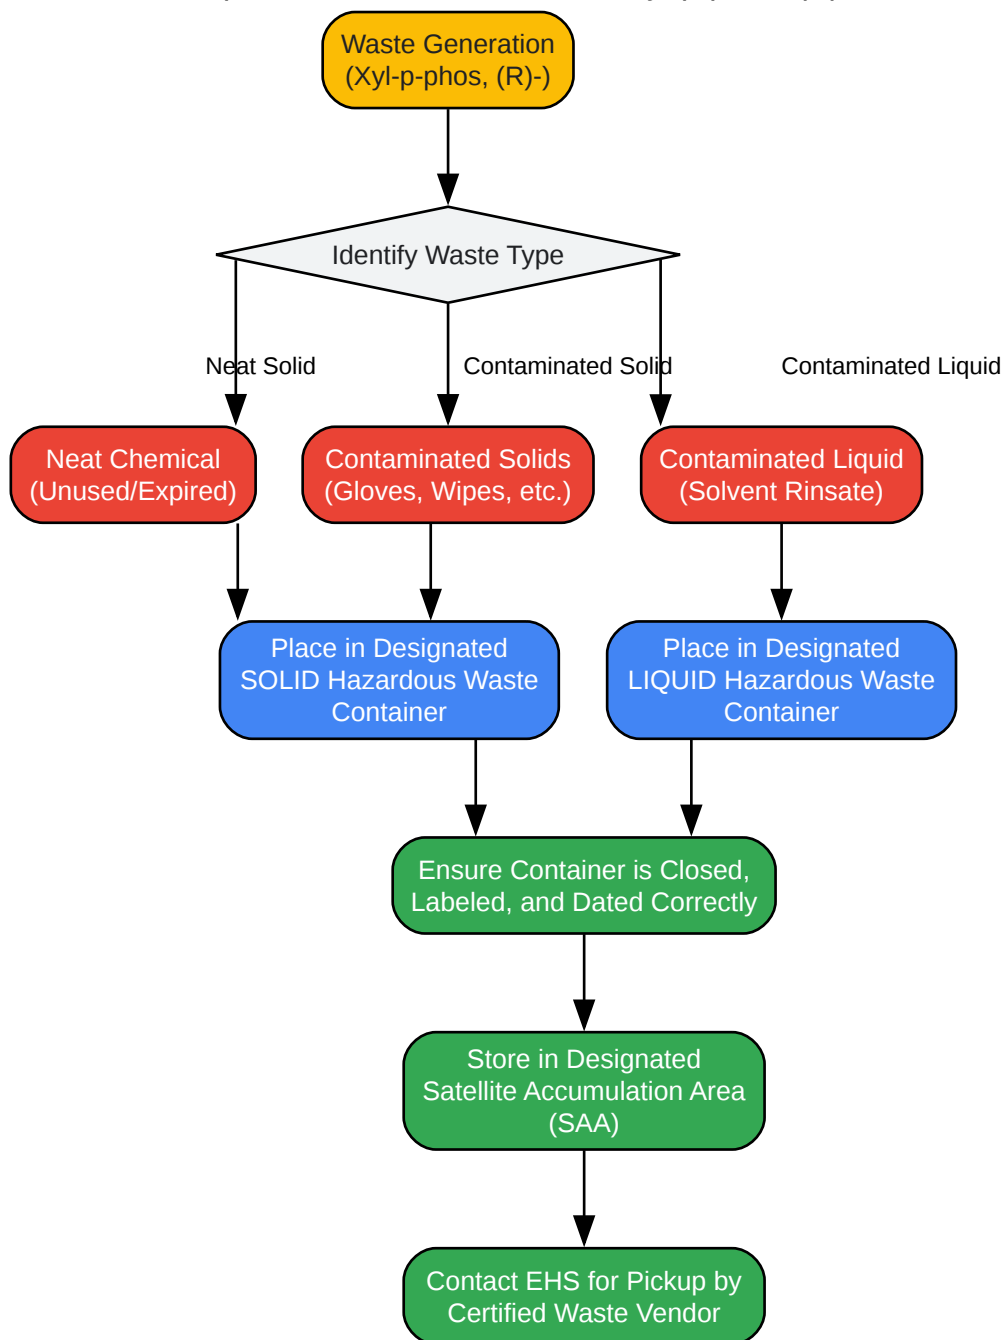 Waste Generation
(Xyl-p-phos, (R)-)
Identify Waste Type
Neat Solid
Contaminated Solid
Contaminated Liquid
Neat Chemical
(Unused/Expired)
Contaminated Solids
(Gloves, Wipes, etc.)
Contaminated Liquid
(Solvent Rinsate)
Place in Designated
SOLID Hazardous Waste
Container
Place in Designated
LIQUID Hazardous Waste
Container
Ensure Container is Closed,
Labeled, and Dated Correctly
Store in Designated
Satellite Accumulation Area
(SAA)
Contact EHS for Pickup by
Certified Waste Vendor